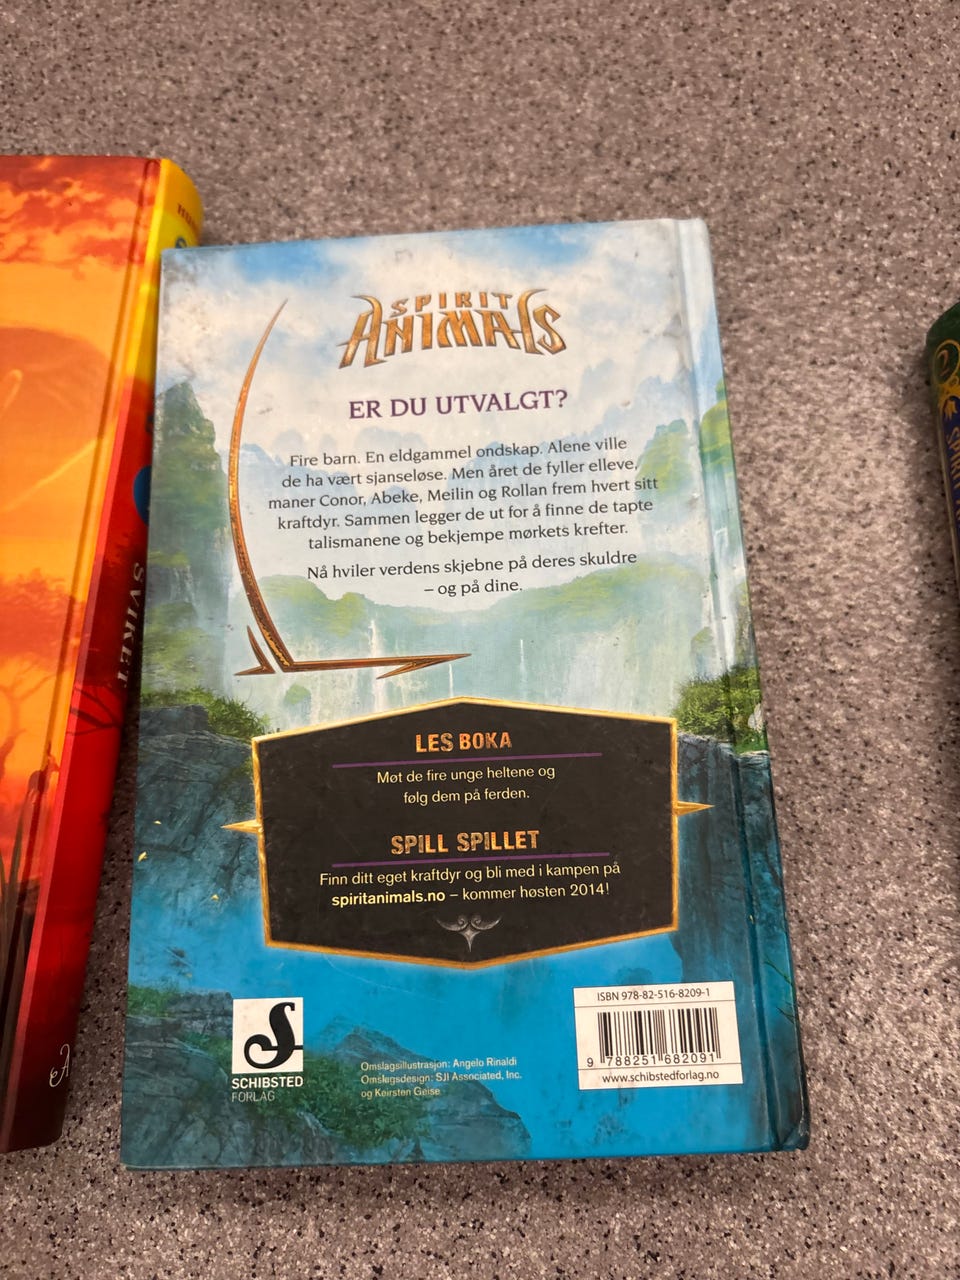 SPIRIT
ANIMALS
ER DU UTVALGT?
Fire barn. En eldgammel ondskap. Alene ville
de ha vært sjanseløse. Men året de fyller elleve,
maner Conor, Abeke, Meilin og Rollan frem hvert sitt
kraftdyr. Sammen legger de ut for å finne de tapte
talismanene og bekjempe mørkets krefter.
Nå hviler verdens skjebne på deres skuldre
– og på dine.
LES BOKA
Møt de fire unge heltene og
følg dem på ferden.
SPILL SPILLET
Finn ditt eget kraftdyr og bli med i kampen på
spiritanimals.no – kommer høsten 2014!
SCHIBSTED
FORLAG
Omslagsillustrasjon: Angelo Rinaldi
Omslagsdesign: SJI Associated, Inc.
og Keirsten Geise
ISBN 978-82-516-8209-1
9 788251 682091
www.schibstedforlag.no
SVIKET